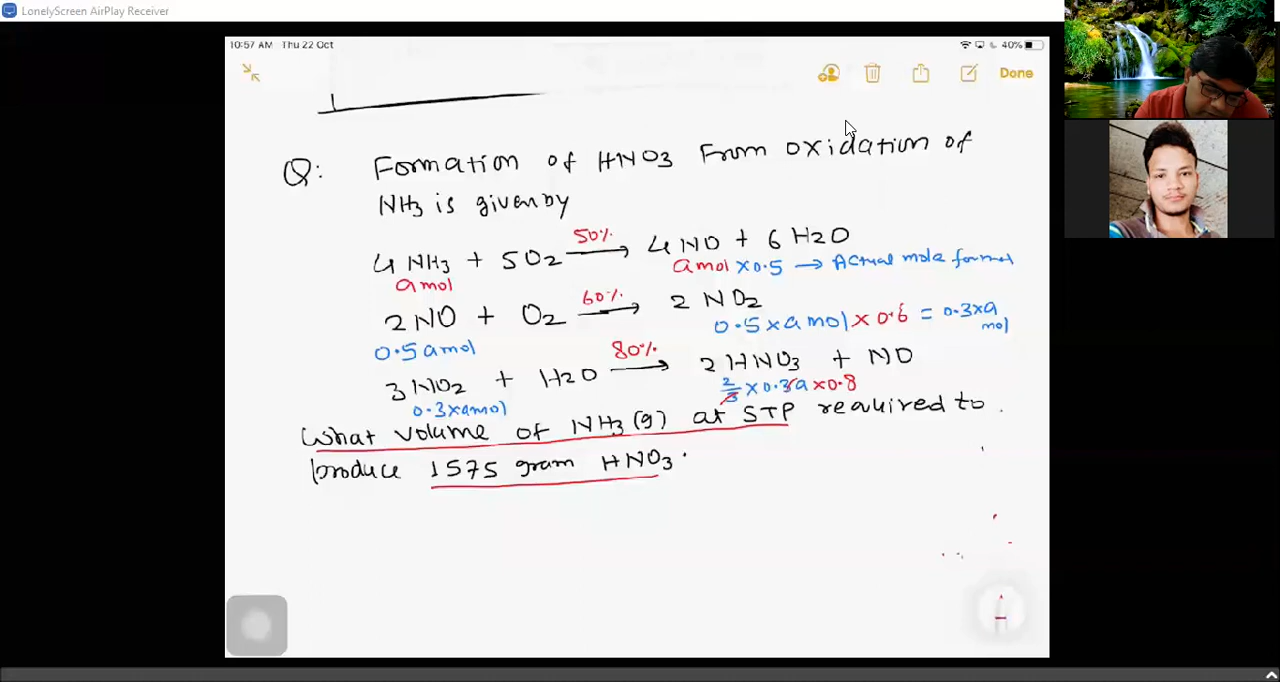 LonelyScreen AirPlay Receiver
10:57 AM Thu 22 Oct
40%
Done
Q: Formation of HNO3 From oxidation of
NH3 is given by
4 NH3 + 5O2 50% → 4 NO + 6 H2O
a mol
a mol × 0.5 → Actual mole formed
2NO + O2 60% → 2 NO2
0.5 a mol
0.5 × a mol × 0.6 = 0.3 × a mol
3 NO2 + H2O 80% → 2 HNO3 + NO
0.3 × a mol
2/3 × 0.3a × 0.8
What volume of NH3(g) at STP required to
produce 1575 gram HNO3.